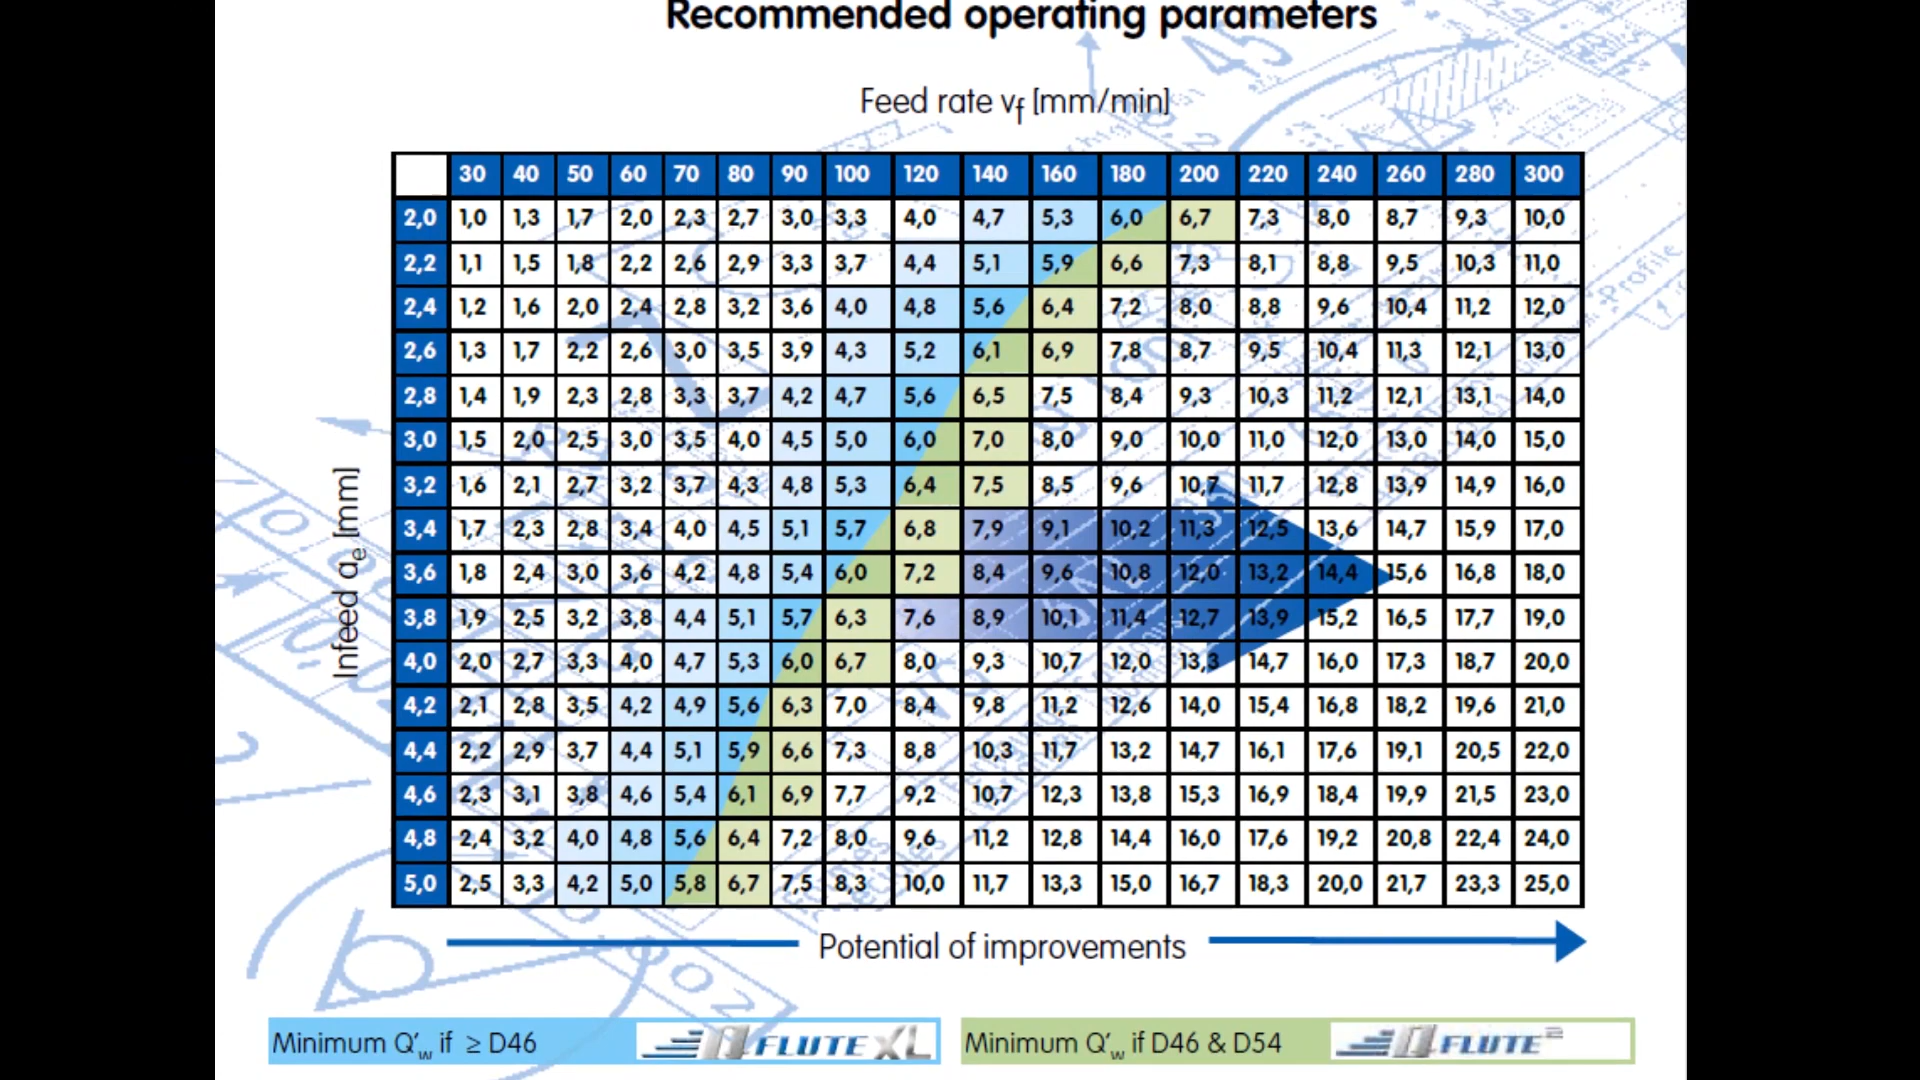 Recommended operating parameters
Feed rate vf [mm/min]
30 40 50 60 70 80 90 100 120 140 160 180 200 220 240 260 280 300
2,0 1,0 1,3 1,7 2,0 2,3 2,7 3,0 3,3 4,0 4,7 5,3 6,0 6,7 7,3 8,0 8,7 9,3 10,0
2,2 1,1 1,5 1,8 2,2 2,6 2,9 3,3 3,7 4,4 5,1 5,9 6,6 7,3 8,1 8,8 9,5 10,3 11,0
2,4 1,2 1,6 2,0 2,4 2,8 3,2 3,6 4,0 4,8 5,6 6,4 7,2 8,0 8,8 9,6 10,4 11,2 12,0
2,6 1,3 1,7 2,2 2,6 3,0 3,5 3,9 4,3 5,2 6,1 6,9 7,8 8,7 9,5 10,4 11,3 12,1 13,0
2,8 1,4 1,9 2,3 2,8 3,3 3,7 4,2 4,7 5,6 6,5 7,5 8,4 9,3 10,3 11,2 12,1 13,1 14,0
3,0 1,5 2,0 2,5 3,0 3,5 4,0 4,5 5,0 6,0 7,0 8,0 9,0 10,0 11,0 12,0 13,0 14,0 15,0
3,2 1,6 2,1 2,7 3,2 3,7 4,3 4,8 5,3 6,4 7,5 8,5 9,6 10,7 11,7 12,8 13,9 14,9 16,0
3,4 1,7 2,3 2,8 3,4 4,0 4,5 5,1 5,7 6,8 7,9 9,1 10,2 11,3 12,5 13,6 14,7 15,9 17,0
3,6 1,8 2,4 3,0 3,6 4,2 4,8 5,4 6,0 7,2 8,4 9,6 10,8 12,0 13,2 14,4 15,6 16,8 18,0
3,8 1,9 2,5 3,2 3,8 4,4 5,1 5,7 6,3 7,6 8,9 10,1 11,4 12,7 13,9 15,2 16,5 17,7 19,0
4,0 2,0 2,7 3,3 4,0 4,7 5,3 6,0 6,7 8,0 9,3 10,7 12,0 13,3 14,7 16,0 17,3 18,7 20,0
4,2 2,1 2,8 3,5 4,2 4,9 5,6 6,3 7,0 8,4 9,8 11,2 12,6 14,0 15,4 16,8 18,2 19,6 21,0
4,4 2,2 2,9 3,7 4,4 5,1 5,9 6,6 7,3 8,8 10,3 11,7 13,2 14,7 16,1 17,6 19,1 20,5 22,0
4,6 2,3 3,1 3,8 4,6 5,4 6,1 6,9 7,7 9,2 10,7 12,3 13,8 15,3 16,9 18,4 19,9 21,5 23,0
4,8 2,4 3,2 4,0 4,8 5,6 6,4 7,2 8,0 9,6 11,2 12,8 14,4 16,0 17,6 19,2 20,8 22,4 24,0
5,0 2,5 3,3 4,2 5,0 5,8 6,7 7,5 8,3 10,0 11,7 13,3 15,0 16,7 18,3 20,0 21,7 23,3 25,0
Infeed ae [mm]
Potential of improvements
Minimum Q'w if ≥ D46 QFLUTE XL
Minimum Q'w if D46 & D54 QFLUTE²